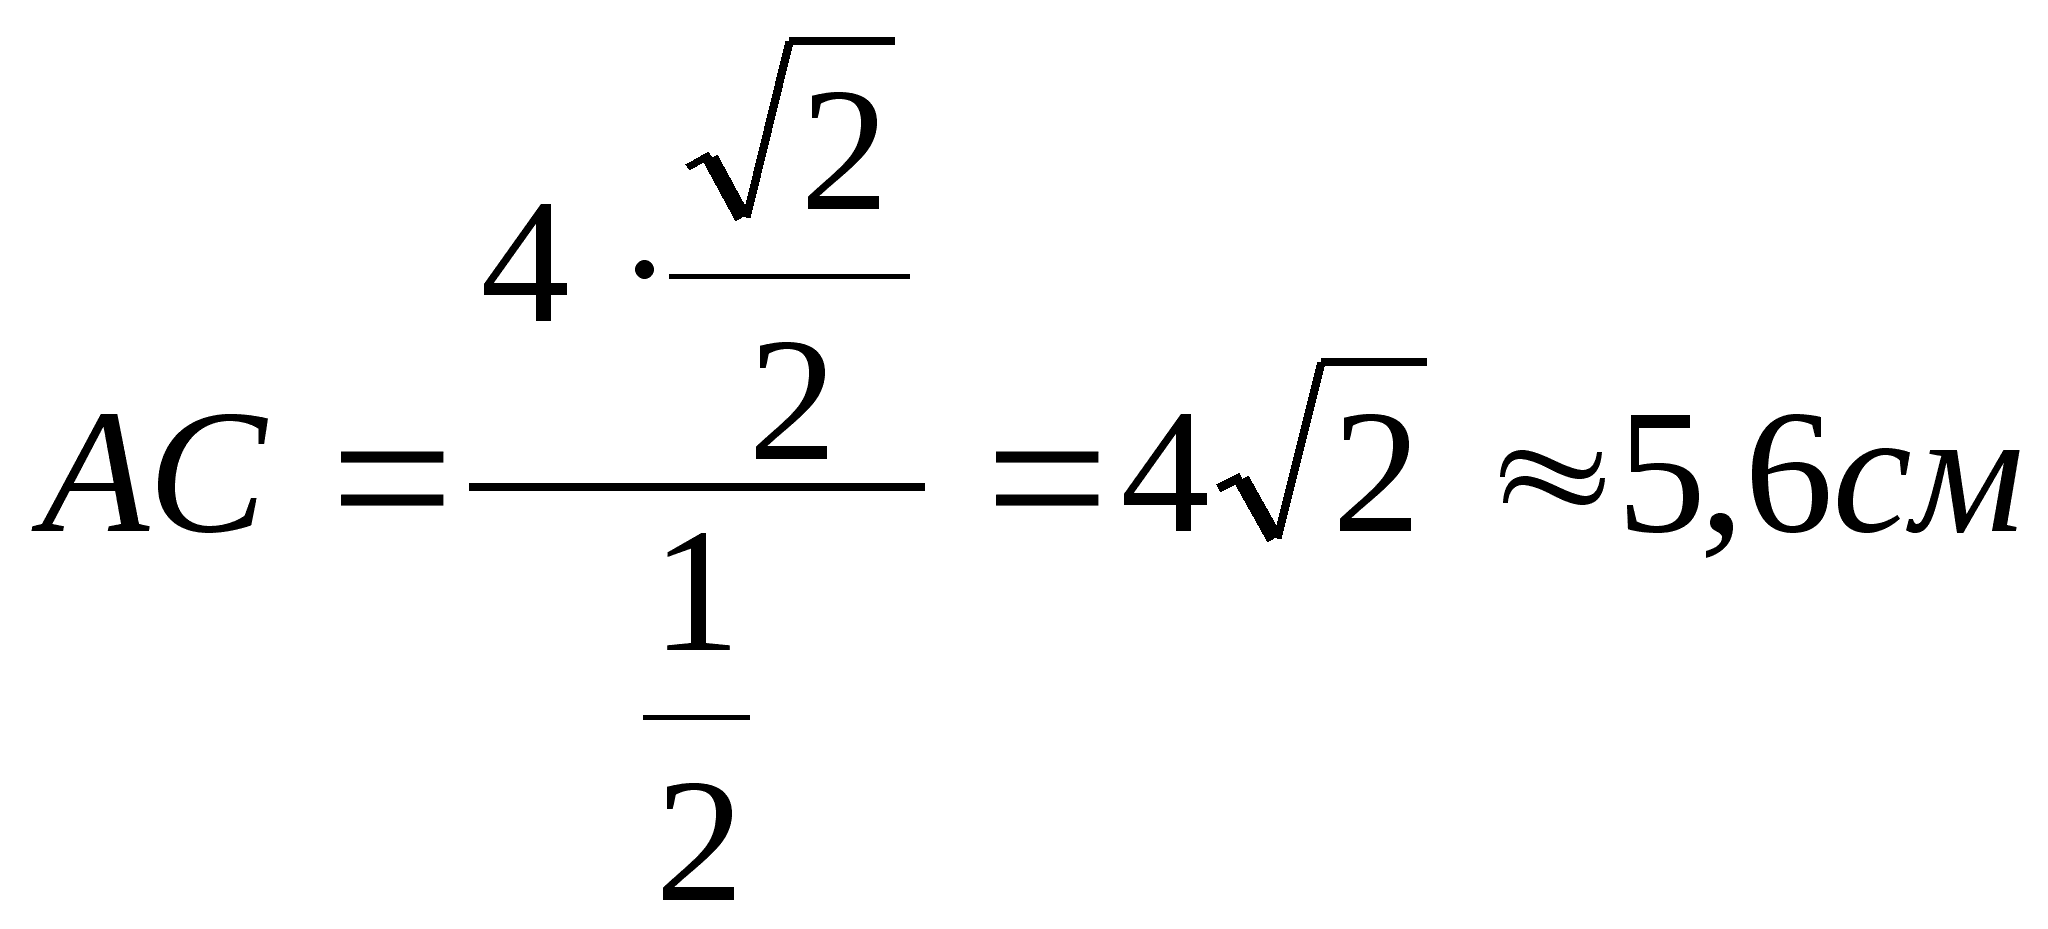 AC = (4 · √2/2) / (1/2) = 4√2 ≈ 5,6см